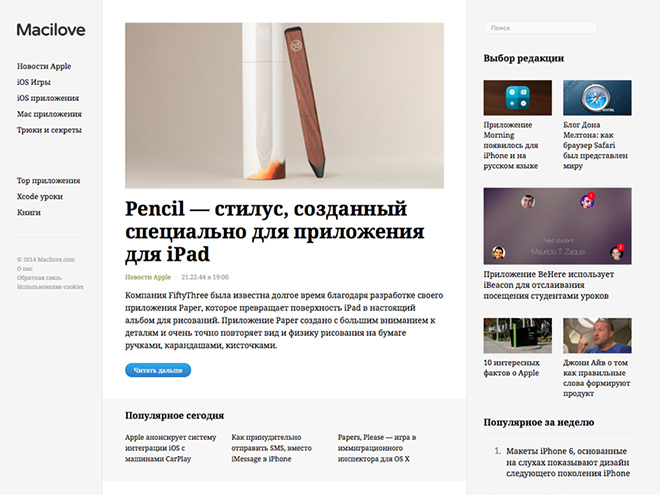 Macilove
Новости Apple
iOS Игры
iOS приложения
Mac приложения
Трюки и секреты
Top приложения
Xcode уроки
Книги
© 2014 Macilove.com
О нас
Обратная связь
Использование cookies
53
PENCIL
Pencil — стилус, созданный
специально для приложения
для iPad
Новости Apple | 21.22.44 в 19:00
Компания FiftyThree была известна долгое время благодаря разработке своего
приложения Paper, которое превращает поверхность iPad в настоящий
альбом для рисований. Приложение Paper создано с большим вниманием к
деталям и очень точно повторяет вид и физику рисования на бумаге
ручками, карандашами, кисточками.
Читать дальше
Популярное сегодня
Apple анонсирует систему
интеграции iOS с
машинами CarPlay
Как принудительно
отправить SMS, вместо
iMessage в iPhone
Papers, Please — игра в
иммиграционного
инспектора для OS X
Поиск
Выбор редакции
Приложение
Morning
появилось для
iPhone и на
русском языке
Блог Дона
Мелтона: как
браузер Safari
был представлен
миру
New student
Mauricio T. Zaquia
Приложение BeHere использует
iBeacon для отслаивания
посещения студентами уроков
10 интересных
фактов о Apple
Джони Айв о том
как правильные
слова формируют
продукт
Популярное за неделю
1. Макеты iPhone 6, основанные
на слухах показывают дизайн
следующего поколения iPhone